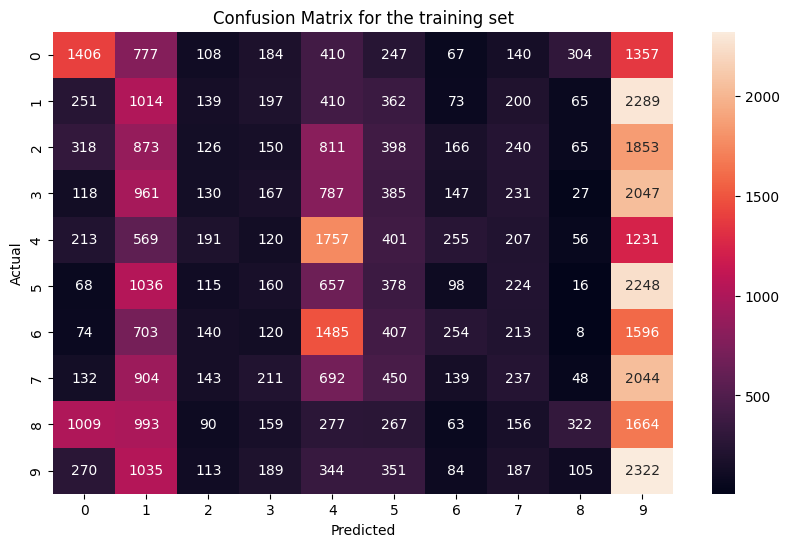 Confusion Matrix for the training set
0 1406 777 108 184 410 247 67 140 304 1357
1 251 1014 139 197 410 362 73 200 65 2289
2 318 873 126 150 811 398 166 240 65 1853
3 118 961 130 167 787 385 147 231 27 2047
4 213 569 191 120 1757 401 255 207 56 1231
5 68 1036 115 160 657 378 98 224 16 2248
6 74 703 140 120 1485 407 254 213 8 1596
7 132 904 143 211 692 450 139 237 48 2044
8 1009 993 90 159 277 267 63 156 322 1664
9 270 1035 113 189 344 351 84 187 105 2322
0 1 2 3 4 5 6 7 8 9
Predicted
Actual
2000
1500
1000
500